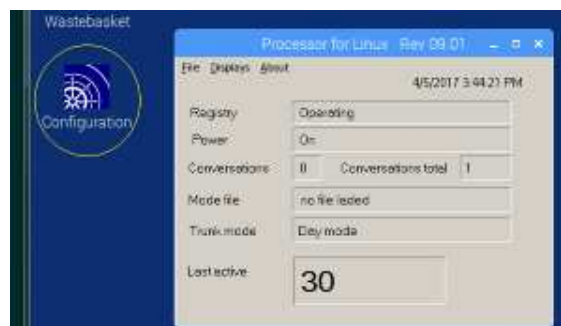 Wastebasket
Configuration
Processor for Linux Rev 09.01
File Displays About
4/5/2017 3:44:21 PM
Registry Operating
Power On
Conversations 0 Conversations total 1
Mode file no file loaded
Trunk mode Day mode
Last active 30